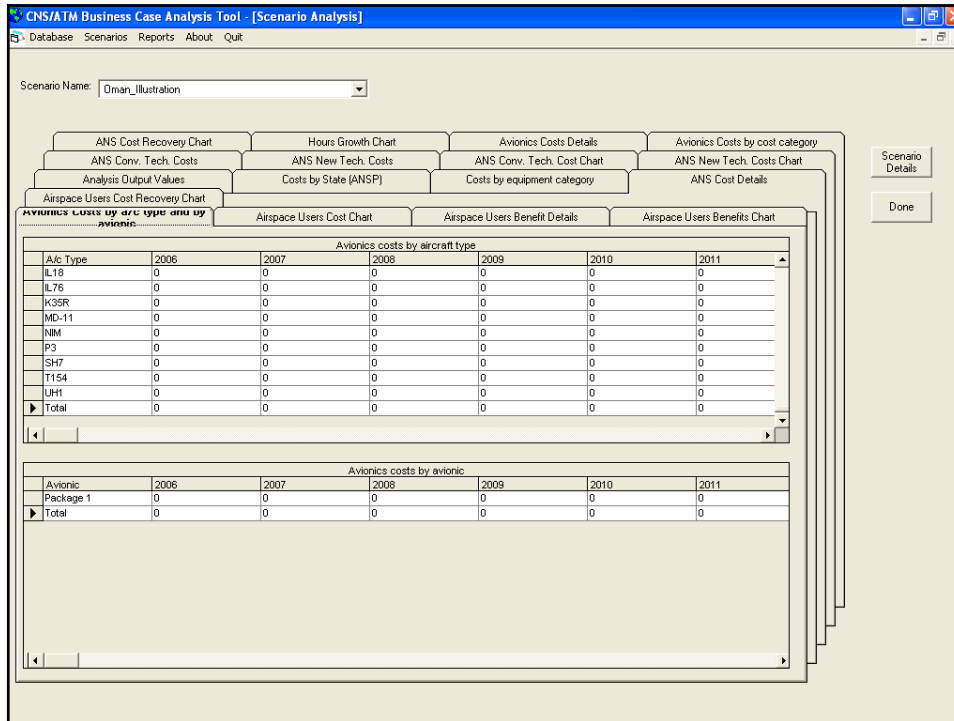 CNS/ATM Business Case Analysis Tool - [Scenario Analysis]
Database Scenarios Reports About Quit
Scenario Name: Oman_Illustration
ANS Cost Recovery Chart Hours Growth Chart Avionics Costs Details Avionics Costs by cost category
ANS Conv. Tech. Costs ANS New Tech. Costs ANS Conv. Tech. Cost Chart ANS New Tech. Costs Chart
Scenario Details
Analysis Output Values Costs by State (ANSP) Costs by equipment category ANS Cost Details
Airspace Users Cost Recovery Chart
Done
Avionics Costs by a/c type and by avionic Airspace Users Cost Chart Airspace Users Benefit Details Airspace Users Benefits Chart
Avionics costs by aircraft type
A/c Type 2006 2007 2008 2009 2010 2011
IL18 0 0 0 0 0 0
IL76 0 0 0 0 0 0
K35R 0 0 0 0 0 0
MD-11 0 0 0 0 0 0
NIM 0 0 0 0 0 0
P3 0 0 0 0 0 0
SH7 0 0 0 0 0 0
T154 0 0 0 0 0 0
UH1 0 0 0 0 0 0
Total 0 0 0 0 0 0
Avionics costs by avionic
Avionic 2006 2007 2008 2009 2010 2011
Package 1 0 0 0 0 0 0
Total 0 0 0 0 0 0